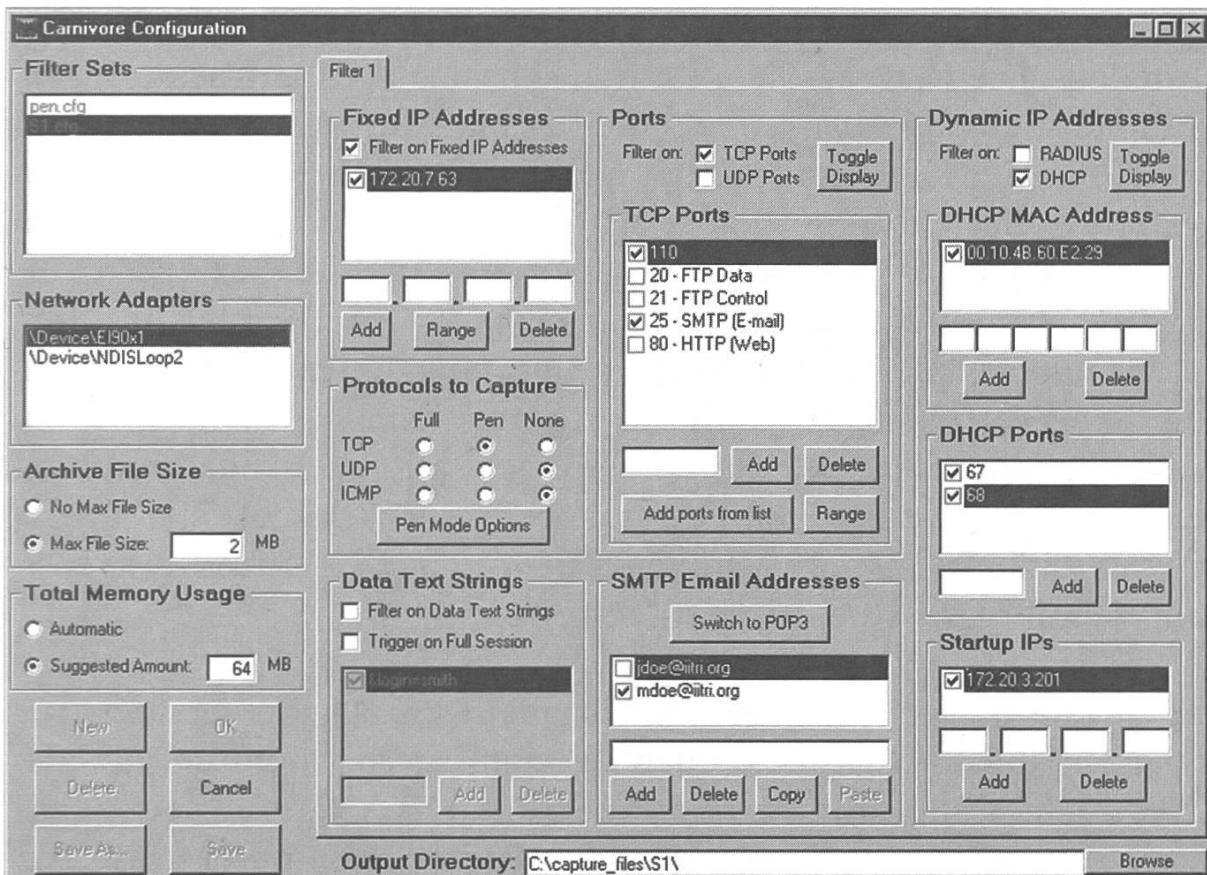 Carnivore Configuration
Filter Sets
pen.cfg
S1.cfg
Network Adapters
\Device\El90x1
\Device\NDISLoop2
Archive File Size
No Max File Size
Max File Size: 2 MB
Total Memory Usage
Automatic
Suggested Amount: 64 MB
New OK
Delete Cancel
Save As... Save
Filter 1
Fixed IP Addresses
Filter on Fixed IP Addresses
172.20.7.63
. . .
Add Range Delete
Protocols to Capture
Full Pen None
TCP
UDP
ICMP
Pen Mode Options
Data Text Strings
Filter on Data Text Strings
Trigger on Full Session
&login=smith
Add Delete
Ports
Filter on: TCP Ports
UDP Ports
Toggle
Display
TCP Ports
110
20 - FTP Data
21 - FTP Control
25 - SMTP (E-mail)
80 - HTTP (Web)
Add Delete
Add ports from list Range
SMTP Email Addresses
Switch to POP3
jdoe@iitri.org
mdoe@iitri.org
Add Delete Copy Paste
Dynamic IP Addresses
Filter on: RADIUS
DHCP
Toggle
Display
DHCP MAC Address
00.10.4B.60.E2.29
Add Delete
DHCP Ports
67
68
Add Delete
Startup IPs
172.20.3.201
. . .
Add Delete
Output Directory: C:\capture_files\S1\ Browse